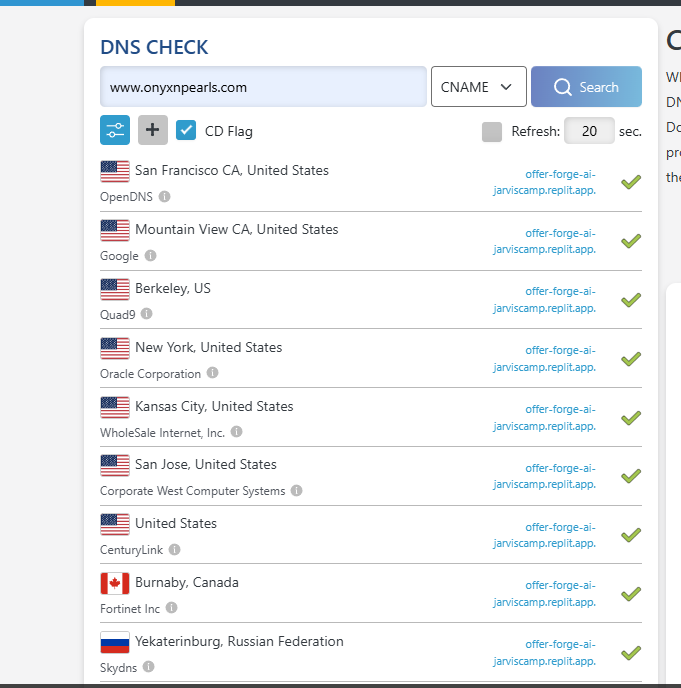 DNS CHECK
www.onyxnpearls.com
CNAME
Search
CD Flag
Refresh:
20
sec.
San Francisco CA, United States
OpenDNS
offer-forge-ai-
jarviscamp.replit.app.
Mountain View CA, United States
Google
offer-forge-ai-
jarviscamp.replit.app.
Berkeley, US
Quad9
offer-forge-ai-
jarviscamp.replit.app.
New York, United States
Oracle Corporation
offer-forge-ai-
jarviscamp.replit.app.
Kansas City, United States
WholeSale Internet, Inc.
offer-forge-ai-
jarviscamp.replit.app.
San Jose, United States
Corporate West Computer Systems
offer-forge-ai-
jarviscamp.replit.app.
United States
CenturyLink
offer-forge-ai-
jarviscamp.replit.app.
Burnaby, Canada
Fortinet Inc
offer-forge-ai-
jarviscamp.replit.app.
Yekaterinburg, Russian Federation
Skydns
offer-forge-ai-
jarviscamp.replit.app.